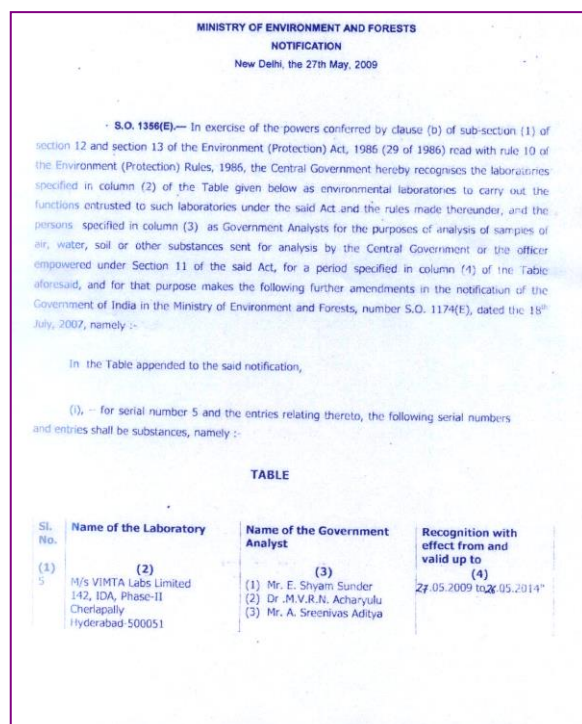 MINISTRY OF ENVIRONMENT AND FORESTS
NOTIFICATION
New Delhi, the 27th May, 2009
S.O. 1356(E).— In exercise of the powers conferred by clause (b) of sub-section (1) of
section 12 and section 13 of the Environment (Protection) Act, 1986 (29 of 1986) read with rule 10 of
the Environment (Protection) Rules, 1986, the Central Government hereby recognises the laboratories
specified in column (2) of the Table given below as environmental laboratories to carry out the
functions entrusted to such laboratories under the said Act and the rules made thereunder, and the
persons specified in column (3) as Government Analysts for the purposes of analysis of samples of
air, water, soil or other substances sent for analysis by the Central Government or the officer
empowered under Section 11 of the said Act, for a period specified in column (4) of the Table
aforesaid, and for that purpose makes the following further amendments in the notification of the
Government of India in the Ministry of Environment and Forests, number S.O. 1174(E), dated the 18th
July, 2007, namely :-
In the Table appended to the said notification,
(i), – for serial number 5 and the entries relating thereto, the following serial numbers
and entries shall be substances, namely :-
TABLE
Sl. No. Name of the Laboratory Name of the Government Analyst Recognition with effect from and valid up to
(1) (2) (3) (4)
5 M/s VIMTA Labs Limited (1) Mr. E. Shyam Sunder 27.05.2009 to 26.05.2014"
142, IDA, Phase-II (2) Dr .M.V.R.N. Acharyulu
Cherlapally (3) Mr. A. Sreenivas Aditya
Hyderabad-500051